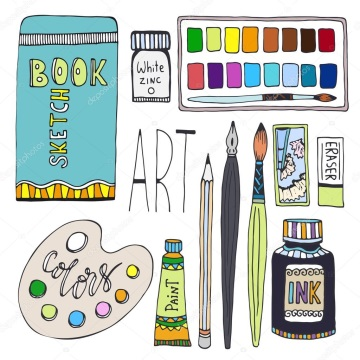 BOOK
SKETCH
White
ZINC
ART
ERASER
Colors
PAINT
INK